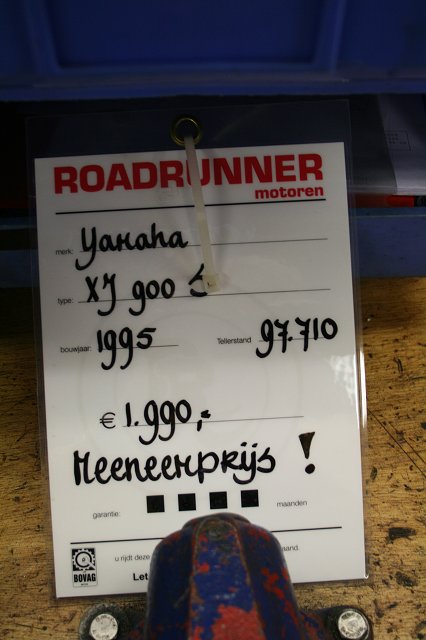 ROADRUNNER
motoren
merk: Yamaha
type: XJ 900 S
bouwjaar: 1995 Tellerstand 97.710
€ 1.990,-
Meeneemprijs !
garantie: maanden
u rijdt deze
Let
BOVAG